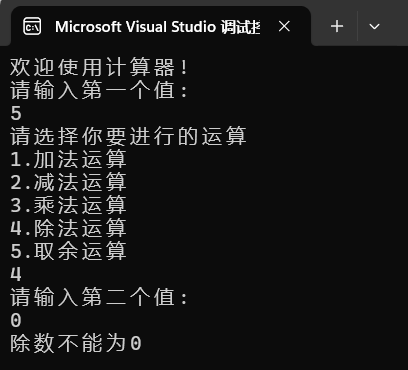 Microsoft Visual Studio 调试
欢迎使用计算器!
请输入第一个值:
5
请选择你要进行的运算
1.加法运算
2.减法运算
3.乘法运算
4.除法运算
5.取余运算
4
请输入第二个值:
0
除数不能为0